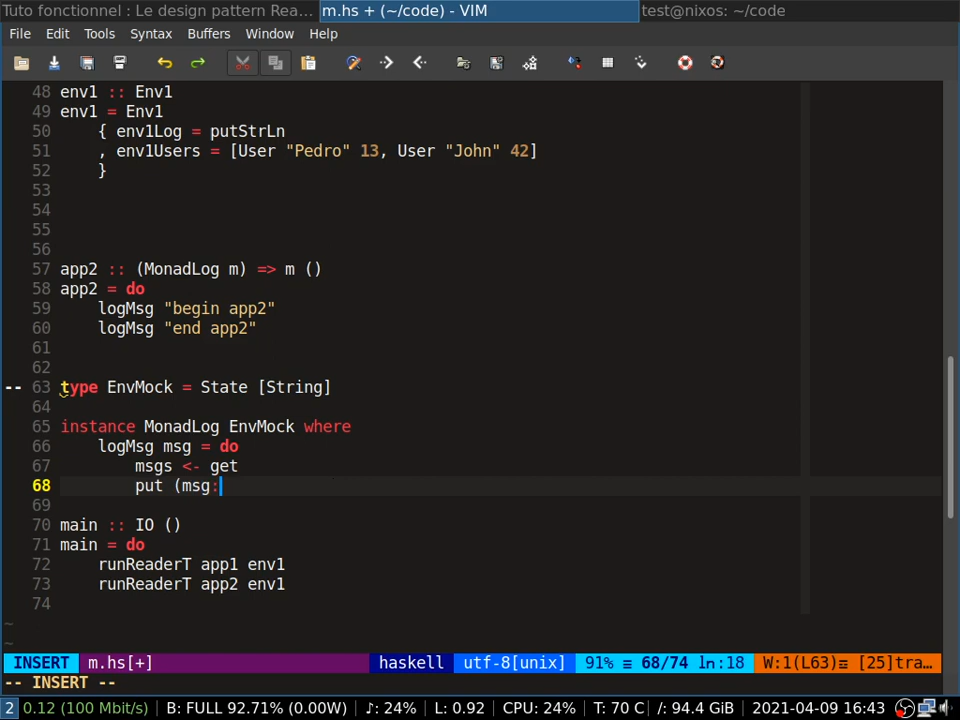 Tuto fonctionnel : Le design pattern Rea… m.hs + (~/code) - VIM test@nixos: ~/code
File Edit Tools Syntax Buffers Window Help
48 env1 :: Env1
49 env1 = Env1
50     { env1Log = putStrLn
51     , env1Users = [User "Pedro" 13, User "John" 42]
52     }
53
54
55
56
57 app2 :: (MonadLog m) => m ()
58 app2 = do
59     logMsg "begin app2"
60     logMsg "end app2"
61
62
-- 63 type EnvMock = State [String]
64
65 instance MonadLog EnvMock where
66     logMsg msg = do
67         msgs <- get
68         put (msg:
69
70 main :: IO ()
71 main = do
72     runReaderT app1 env1
73     runReaderT app2 env1
74
~
~
INSERT m.hs[+] haskell utf-8[unix] 91% ≡ 68/74 ㏑:18 W:1(L63)☲ [25]tra…
-- INSERT --
2 0.12 (100 Mbit/s) B: FULL 92.71% (0.00W) ♪: 24% L: 0.92 CPU: 24% T: 70 C /: 94.4 GiB 2021-04-09 16:43